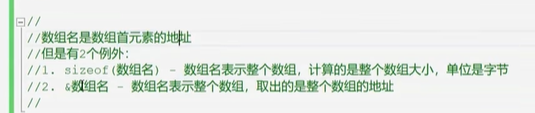 //
//数组名是数组首元素的地址
//但是有2个例外：
//1. sizeof(数组名) - 数组名表示整个数组，计算的是整个数组大小，单位是字节
//2. &数组名 - 数组名表示整个数组，取出的是整个数组的地址
//